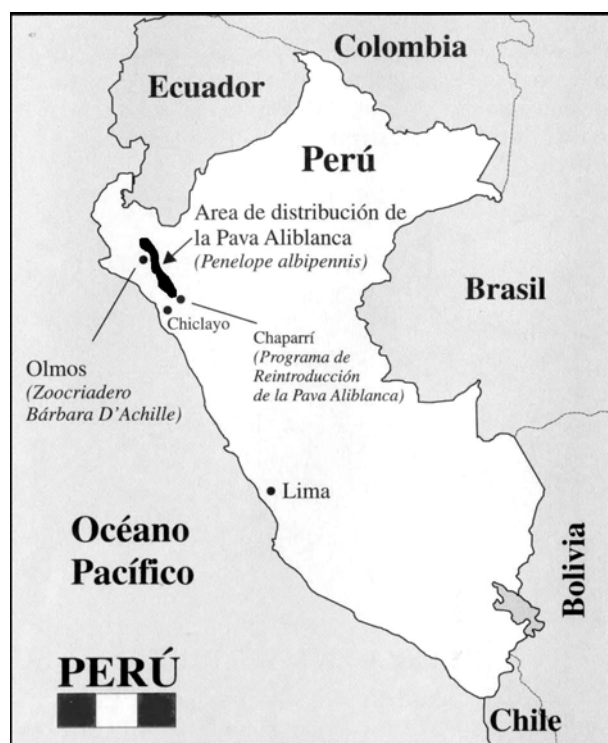 Colombia
Ecuador
Perú
Area de distribución de
la Pava Aliblanca
(Penelope albipennis)
Brasil
Chiclayo
Chaparrí
(Programa de
Reintroducción
de la Pava Aliblanca)
Olmos
(Zoocriadero
Bárbara D'Achille)
Lima
Océano
Pacífico
Bolivia
PERÚ
Chile